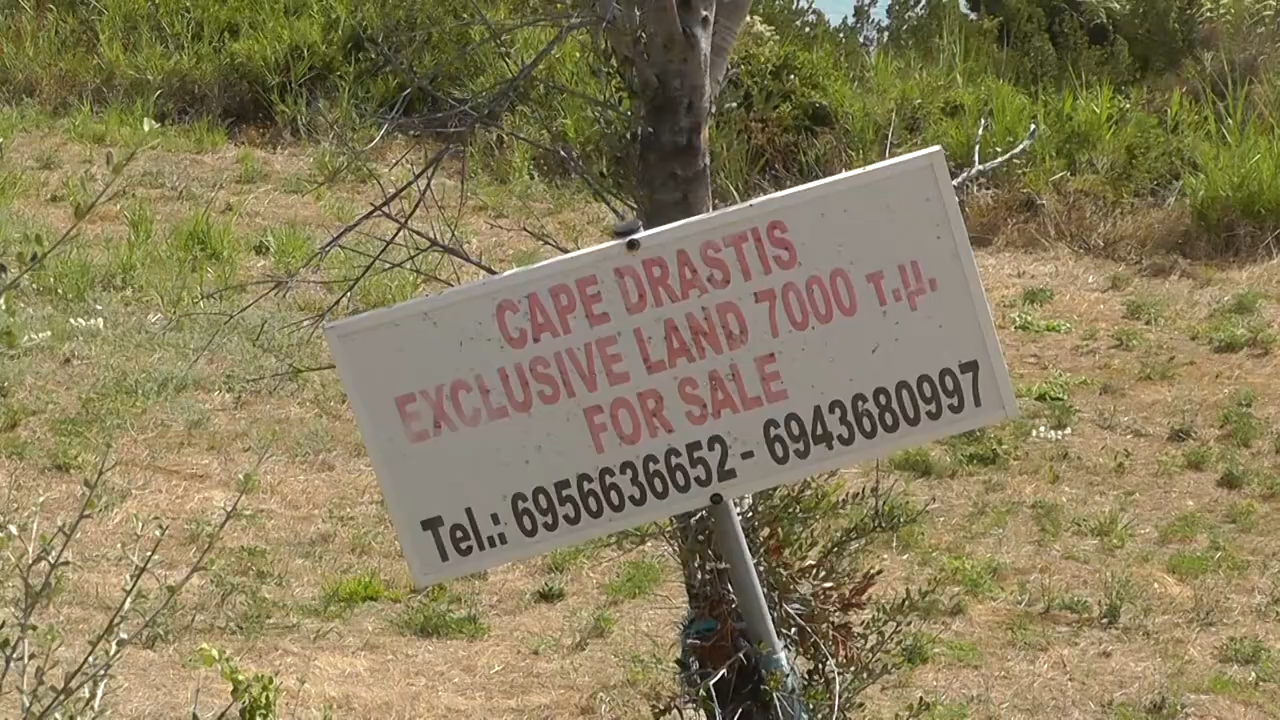 CAPE DRASTIS
EXCLUSIVE LAND 7000 τ.μ.
FOR SALE
Tel.: 6956636652 - 6943680997